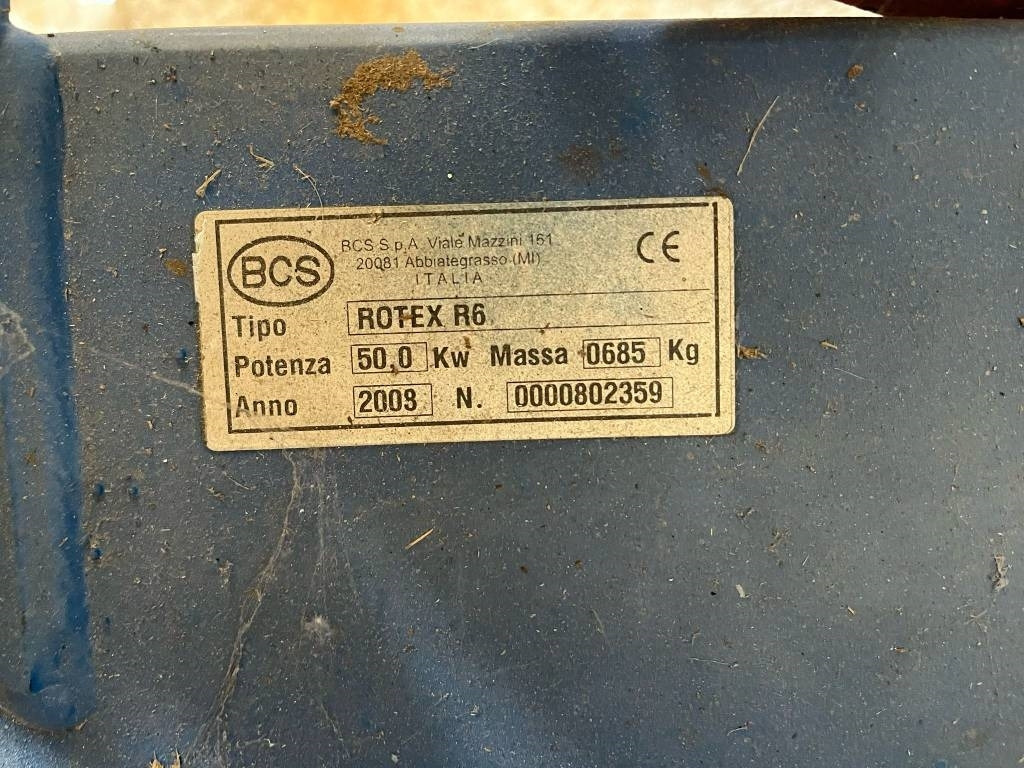 BCS
BCS S.p.A. Viale Mazzini 161
20081 Abbiategrasso (MI)
ITALIA
CE
Tipo ROTEX R6
Potenza 50,0 Kw Massa 0685 Kg
Anno 2008 N. 0000802359